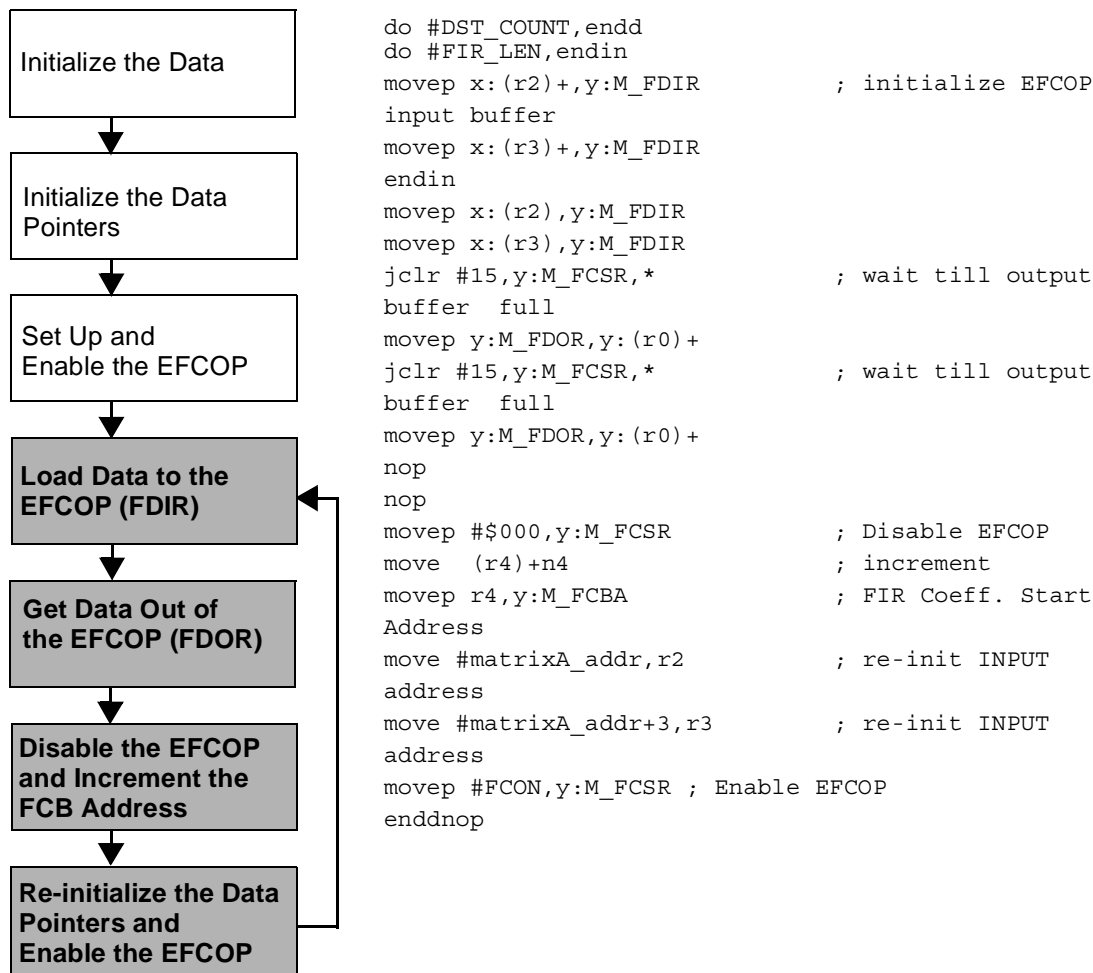 Initialize the Data
Initialize the Data
Pointers
Set Up and
Enable the EFCOP
Load Data to the
EFCOP (FDIR)
Get Data Out of
the EFCOP (FDOR)
Disable the EFCOP
and Increment the
FCB Address
Re-initialize the Data
Pointers and
Enable the EFCOP
do #DST_COUNT,endd
do #FIR_LEN,endin
movep x:(r2)+,y:M_FDIR ; initialize EFCOP
input buffer
movep x:(r3)+,y:M_FDIR
endin
movep x:(r2),y:M_FDIR
movep x:(r3),y:M_FDIR
jclr #15,y:M_FCSR,* ; wait till output
buffer full
movep y:M_FDOR,y:(r0)+
jclr #15,y:M_FCSR,* ; wait till output
buffer full
movep y:M_FDOR,y:(r0)+
nop
nop
movep #$000,y:M_FCSR ; Disable EFCOP
move (r4)+n4 ; increment
movep r4,y:M_FCBA ; FIR Coeff. Start
Address
move #matrixA_addr,r2 ; re-init INPUT
address
move #matrixA_addr+3,r3 ; re-init INPUT
address
movep #FCON,y:M_FCSR ; Enable EFCOP
enddnop